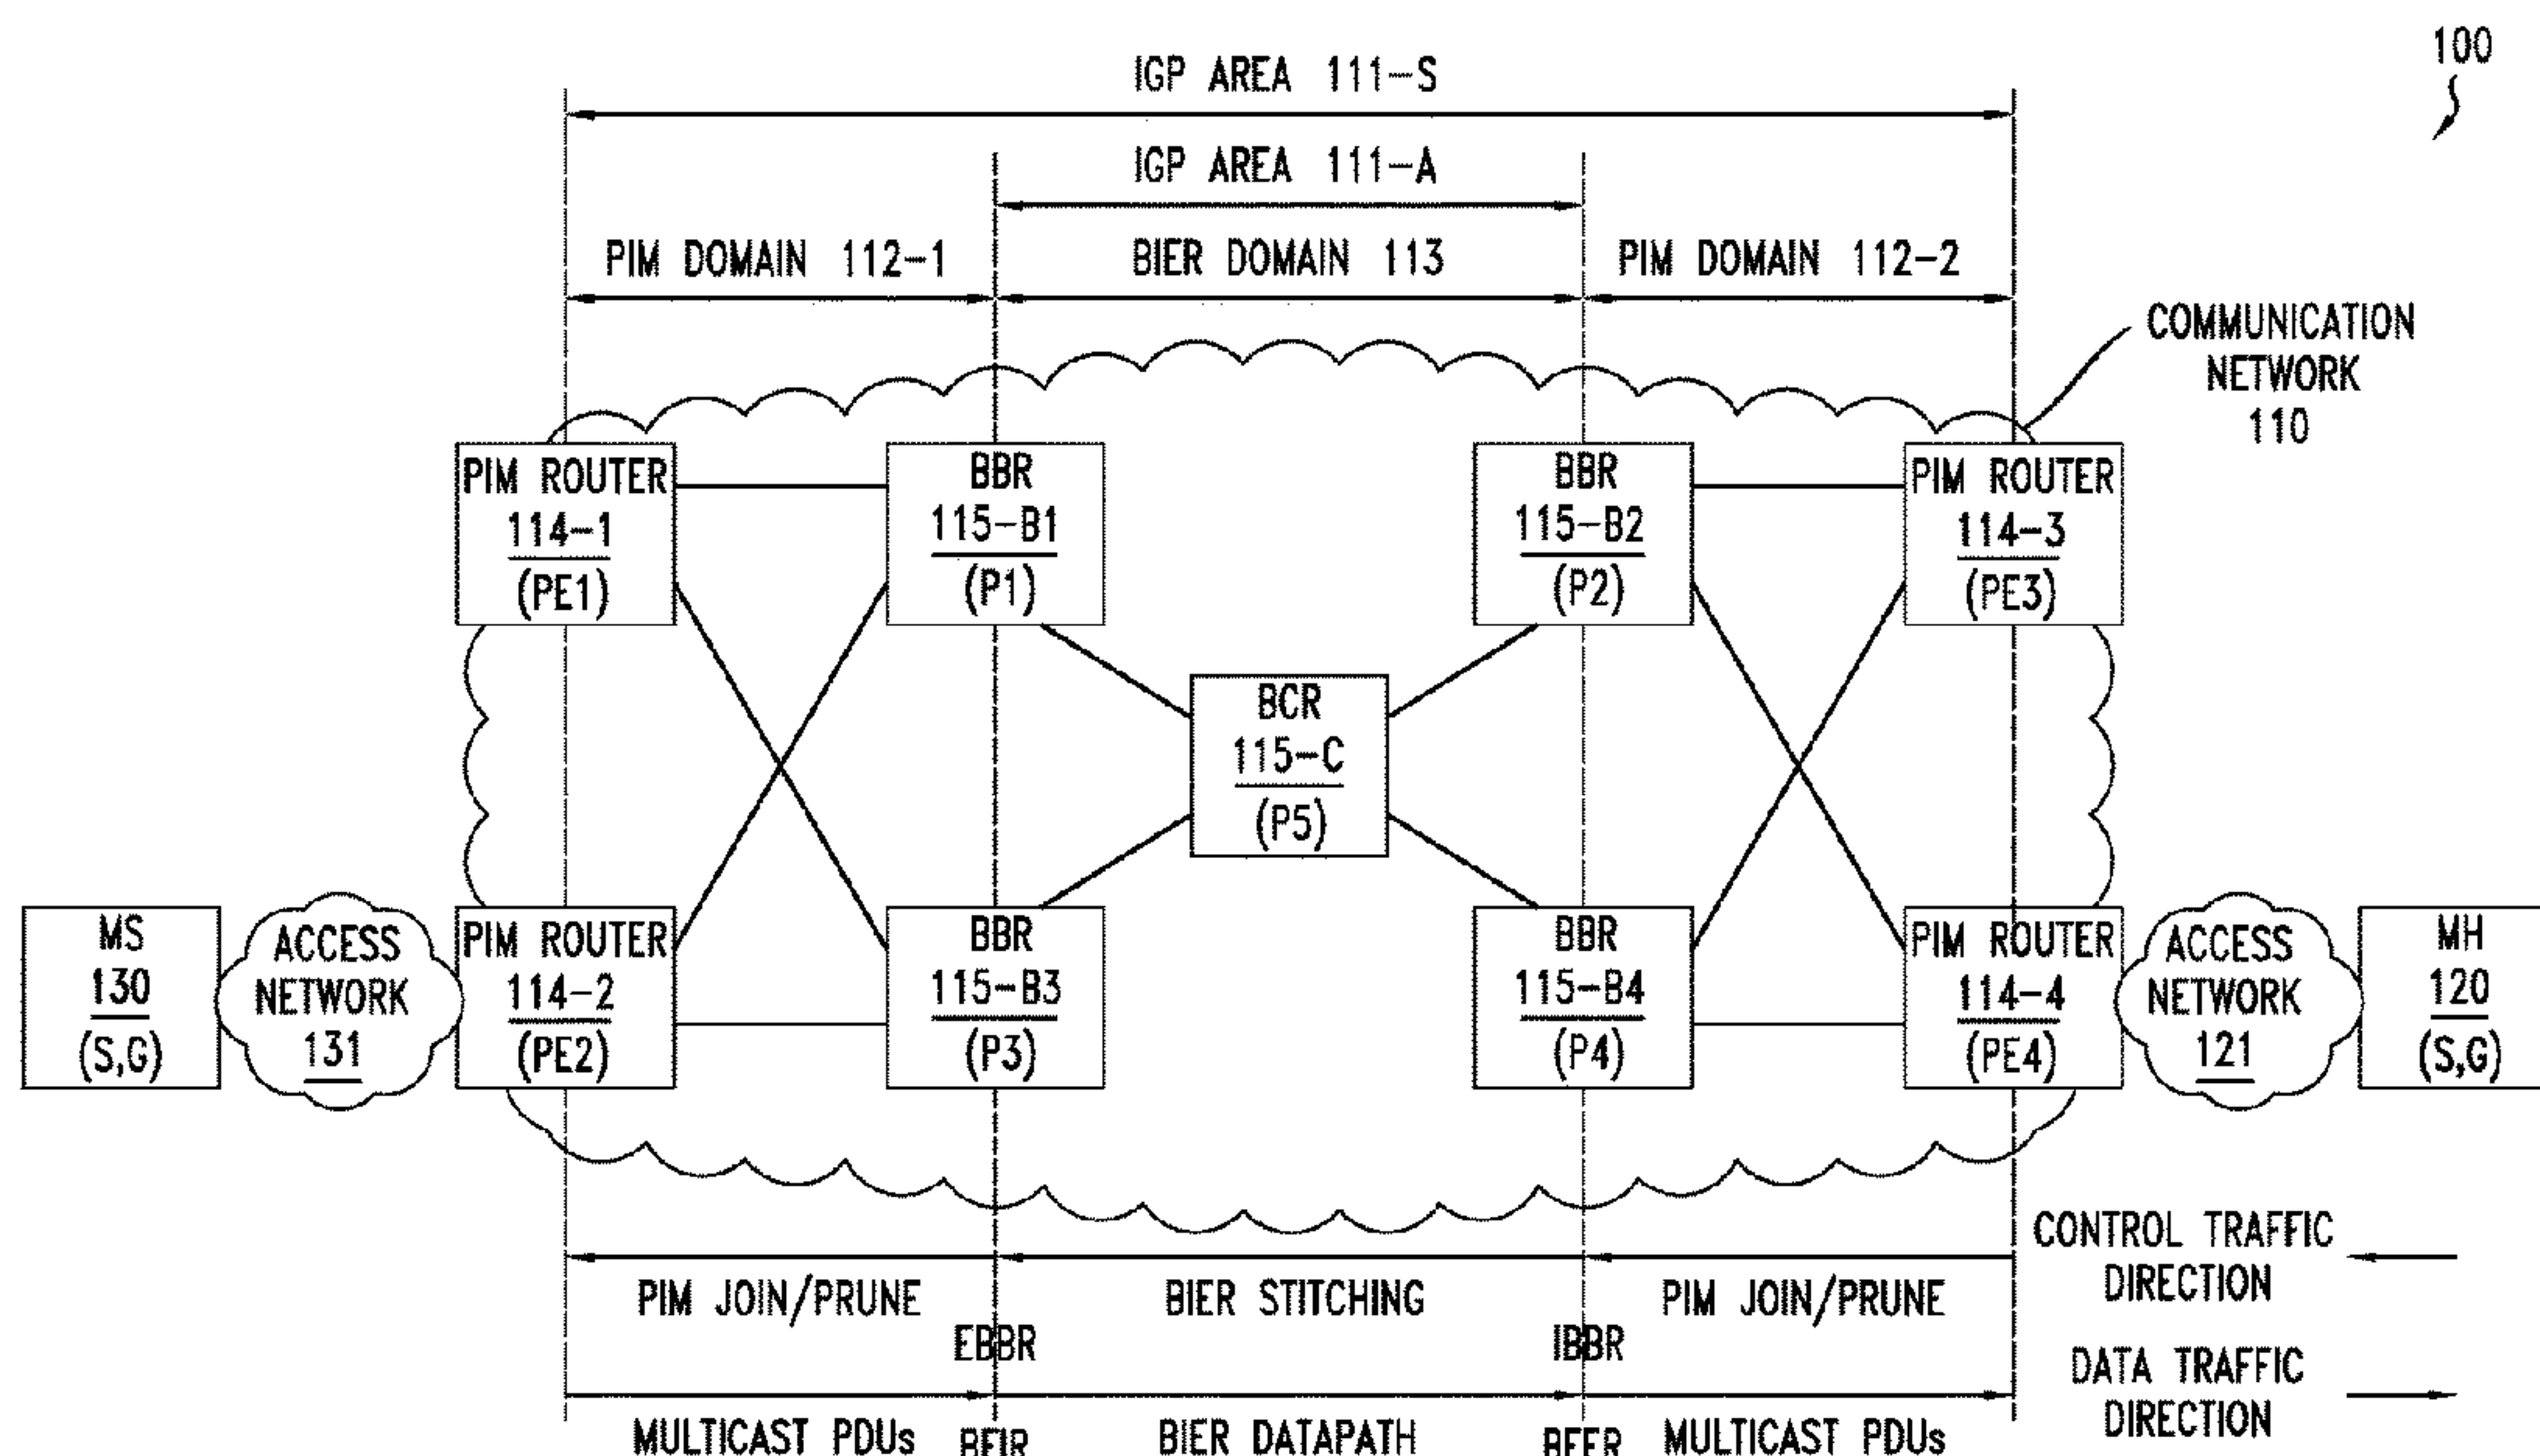 100
IGP AREA 111-S
IGP AREA 111-A
PIM DOMAIN 112-1
BIER DOMAIN 113
PIM DOMAIN 112-2
COMMUNICATION
NETWORK
110
PIM ROUTER
114-1
(PE1)
BBR
115-B1
(P1)
BBR
115-B2
(P2)
PIM ROUTER
114-3
(PE3)
BCR
115-C
(P5)
MS
130
(S,G)
ACCESS
NETWORK
131
PIM ROUTER
114-2
(PE2)
BBR
115-B3
(P3)
BBR
115-B4
(P4)
PIM ROUTER
114-4
(PE4)
ACCESS
NETWORK
121
MH
120
(S,G)
CONTROL TRAFFIC
DIRECTION
PIM JOIN/PRUNE
BIER STITCHING
PIM JOIN/PRUNE
EBBR
IBBR
DATA TRAFFIC
DIRECTION
MULTICAST PDUs
BFIR
BIER DATAPATH
BFER
MULTICAST PDUs